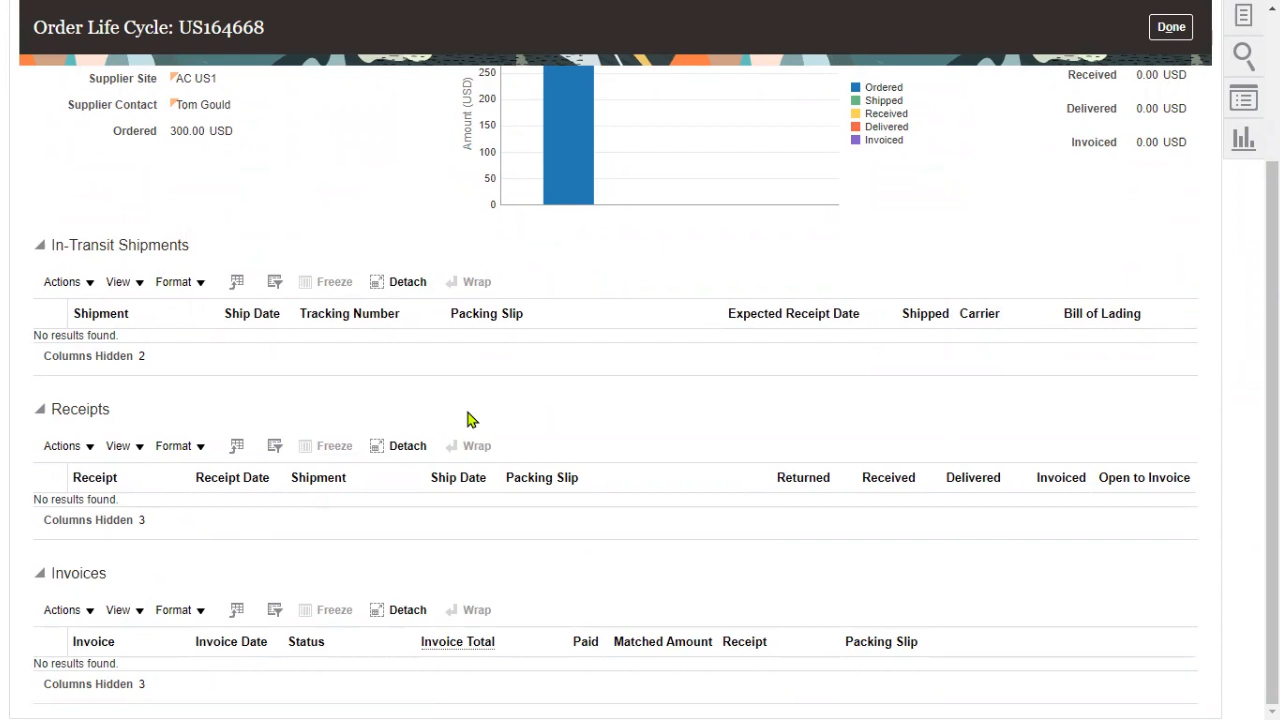 Order Life Cycle: US164668
Done
Supplier Site AC US1
Supplier Contact Tom Gould
Ordered 300.00 USD
Amount (USD)
250
200
150
100
50
0
Ordered
Shipped
Received
Delivered
Invoiced
Received 0.00 USD
Delivered 0.00 USD
Invoiced 0.00 USD
In-Transit Shipments
Actions View Format Freeze Detach Wrap
Shipment Ship Date Tracking Number Packing Slip Expected Receipt Date Shipped Carrier Bill of Lading
No results found.
Columns Hidden 2
Receipts
Actions View Format Freeze Detach Wrap
Receipt Receipt Date Shipment Ship Date Packing Slip Returned Received Delivered Invoiced Open to Invoice
No results found.
Columns Hidden 3
Invoices
Actions View Format Freeze Detach Wrap
Invoice Invoice Date Status Invoice Total Paid Matched Amount Receipt Packing Slip
No results found.
Columns Hidden 3